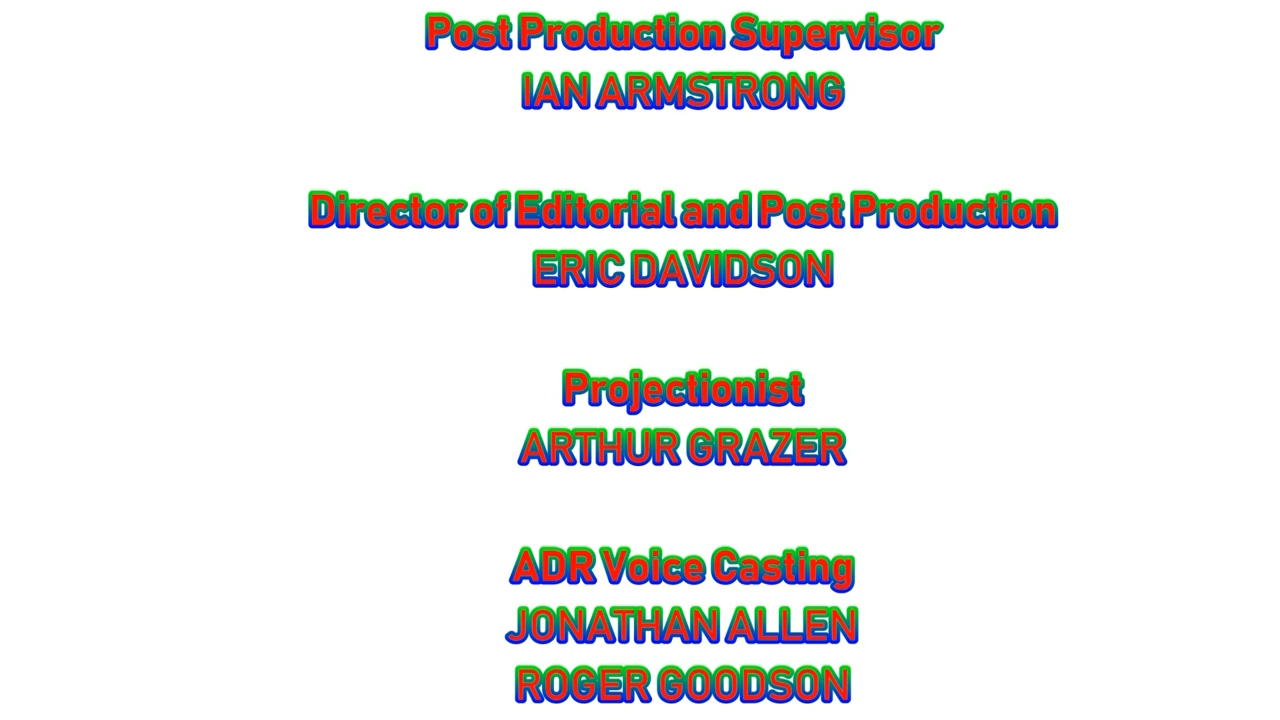 Post Production Supervisor
IAN ARMSTRONG
Director of Editorial and Post Production
ERIC DAVIDSON
Projectionist
ARTHUR GRAZER
ADR Voice Casting
JONATHAN ALLEN
ROGER GOODSON